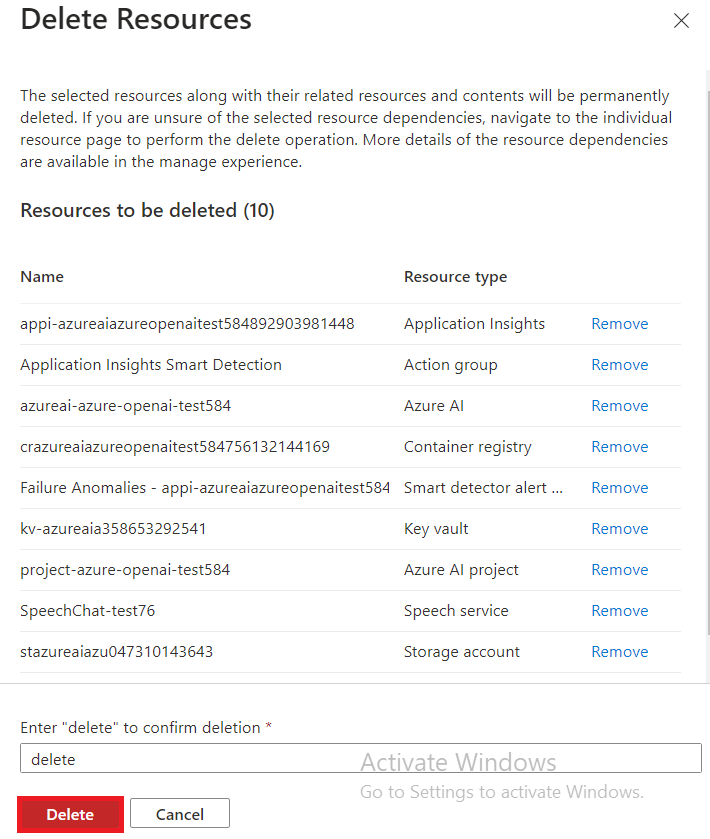 Delete Resources
The selected resources along with their related resources and contents will be permanently
deleted. If you are unsure of the selected resource dependencies, navigate to the individual
resource page to perform the delete operation. More details of the resource dependencies
are available in the manage experience.
Resources to be deleted (10)
Name Resource type
appi-azureaiazureopenaitest584892903981448 Application Insights Remove
Application Insights Smart Detection Action group Remove
azureai-azure-openai-test584 Azure AI Remove
crazureaiazureopenaitest584756132144169 Container registry Remove
Failure Anomalies - appi-azureaiazureopenaitest584 Smart detector alert ... Remove
kv-azureaia358653292541 Key vault Remove
project-azure-openai-test584 Azure AI project Remove
SpeechChat-test76 Speech service Remove
stazureaiazu047310143643 Storage account Remove
Enter "delete" to confirm deletion *
delete
Activate Windows
Go to Settings to activate Windows.
Delete Cancel